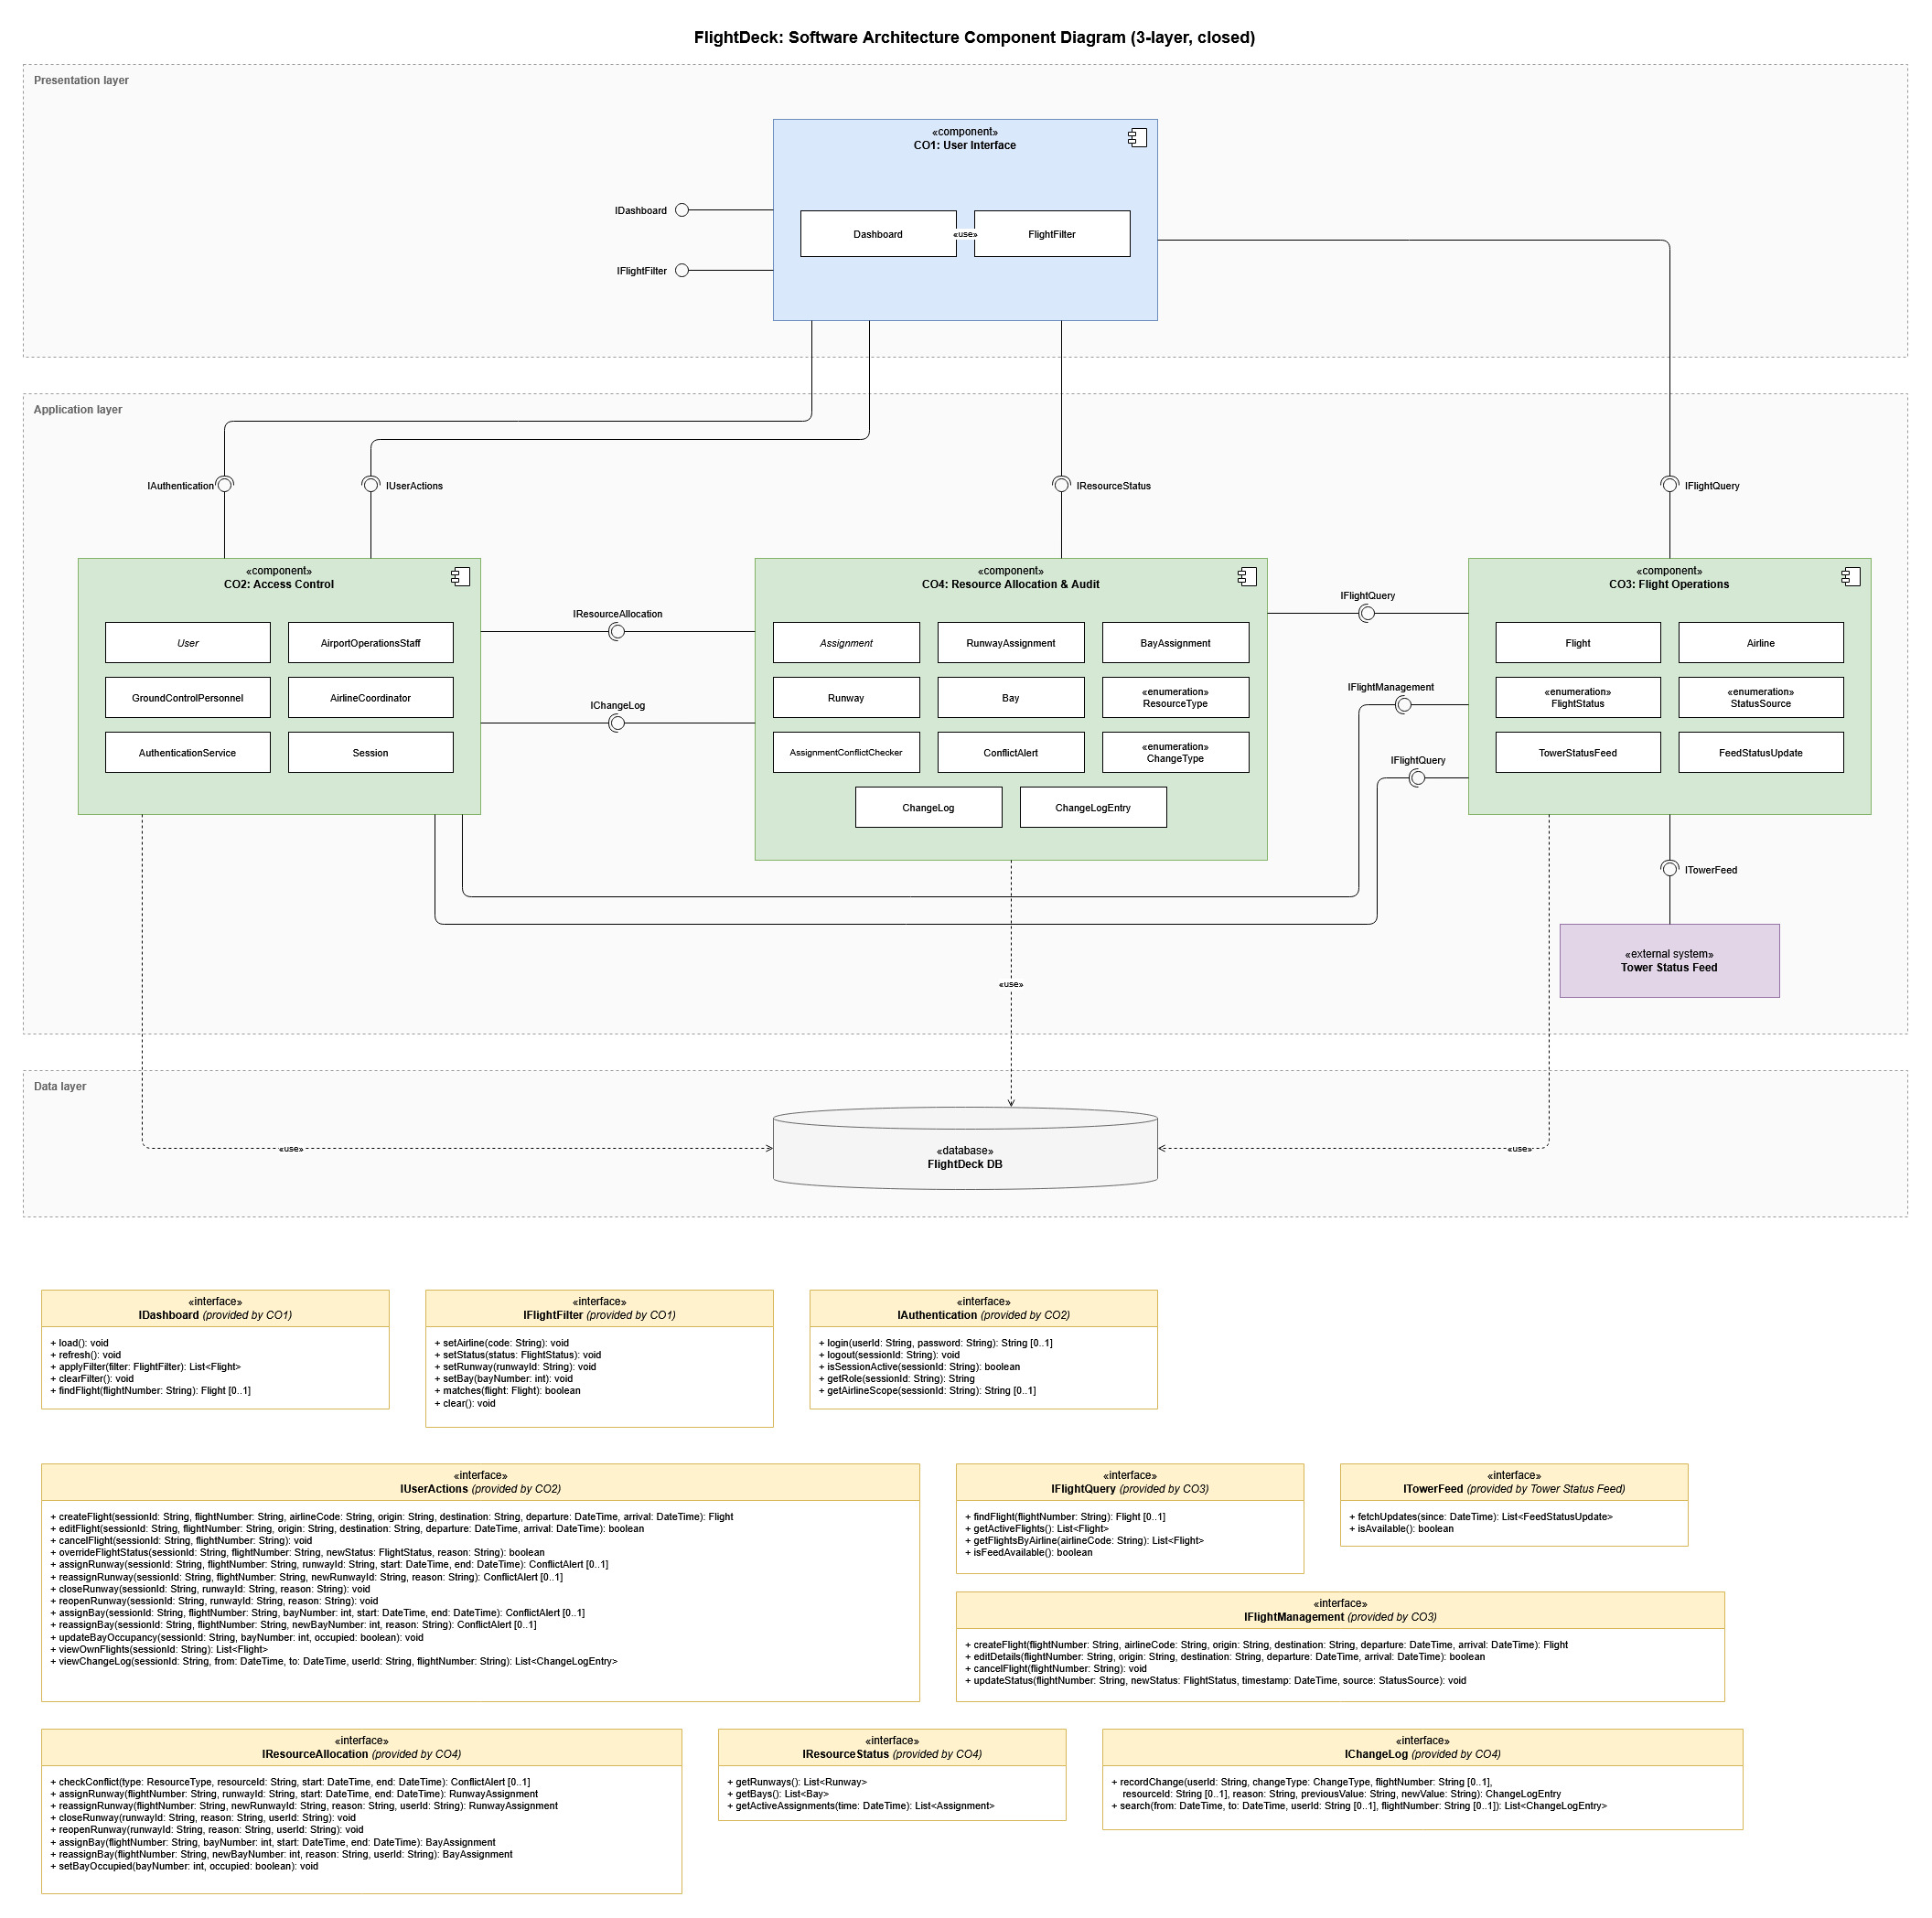 FlightDeck: Software Architecture Component Diagram (3-layer, closed)
Presentation layer
«component»
CO1: User Interface
IDashboard
IFlightFilter
Dashboard
«use»
FlightFilter
Application layer
IAuthentication
IUserActions
IResourceStatus
IFlightQuery
«component»
CO2: Access Control
User
AirportOperationsStaff
GroundControlPersonnel
AirlineCoordinator
AuthenticationService
Session
IResourceAllocation
IChangeLog
«component»
CO4: Resource Allocation & Audit
Assignment
RunwayAssignment
BayAssignment
Runway
Bay
«enumeration»
ResourceType
AssignmentConflictChecker
ConflictAlert
«enumeration»
ChangeType
ChangeLog
ChangeLogEntry
IFlightQuery
IFlightManagement
IFlightQuery
«component»
CO3: Flight Operations
Flight
Airline
«enumeration»
FlightStatus
«enumeration»
StatusSource
TowerStatusFeed
FeedStatusUpdate
ITowerFeed
«external system»
Tower Status Feed
«use»
Data layer
«use»
«database»
FlightDeck DB
«use»
«interface»
IDashboard (provided by CO1)
+ load(): void
+ refresh(): void
+ applyFilter(filter: FlightFilter): List<Flight>
+ clearFilter(): void
+ findFlight(flightNumber: String): Flight [0..1]
«interface»
IFlightFilter (provided by CO1)
+ setAirline(code: String): void
+ setStatus(status: FlightStatus): void
+ setRunway(runwayId: String): void
+ setBay(bayNumber: int): void
+ matches(flight: Flight): boolean
+ clear(): void
«interface»
IAuthentication (provided by CO2)
+ login(userId: String, password: String): String [0..1]
+ logout(sessionId: String): void
+ isSessionActive(sessionId: String): boolean
+ getRole(sessionId: String): String
+ getAirlineScope(sessionId: String): String [0..1]
«interface»
IUserActions (provided by CO2)
+ createFlight(sessionId: String, flightNumber: String, airlineCode: String, origin: String, destination: String, departure: DateTime, arrival: DateTime): Flight
+ editFlight(sessionId: String, flightNumber: String, origin: String, destination: String, departure: DateTime, arrival: DateTime): boolean
+ cancelFlight(sessionId: String, flightNumber: String): void
+ overrideFlightStatus(sessionId: String, flightNumber: String, newStatus: FlightStatus, reason: String): boolean
+ assignRunway(sessionId: String, flightNumber: String, runwayId: String, start: DateTime, end: DateTime): ConflictAlert [0..1]
+ reassignRunway(sessionId: String, flightNumber: String, newRunwayId: String, reason: String): ConflictAlert [0..1]
+ closeRunway(sessionId: String, runwayId: String, reason: String): void
+ reopenRunway(sessionId: String, runwayId: String, reason: String): void
+ assignBay(sessionId: String, flightNumber: String, bayNumber: int, start: DateTime, end: DateTime): ConflictAlert [0..1]
+ reassignBay(sessionId: String, flightNumber: String, newBayNumber: int, reason: String): ConflictAlert [0..1]
+ updateBayOccupancy(sessionId: String, bayNumber: int, occupied: boolean): void
+ viewOwnFlights(sessionId: String): List<Flight>
+ viewChangeLog(sessionId: String, from: DateTime, to: DateTime, userId: String, flightNumber: String): List<ChangeLogEntry>
«interface»
IFlightQuery (provided by CO3)
+ findFlight(flightNumber: String): Flight [0..1]
+ getActiveFlights(): List<Flight>
+ getFlightsByAirline(airlineCode: String): List<Flight>
+ isFeedAvailable(): boolean
«interface»
ITowerFeed (provided by Tower Status Feed)
+ fetchUpdates(since: DateTime): List<FeedStatusUpdate>
+ isAvailable(): boolean
«interface»
IFlightManagement (provided by CO3)
+ createFlight(flightNumber: String, airlineCode: String, origin: String, destination: String, departure: DateTime, arrival: DateTime): Flight
+ editDetails(flightNumber: String, origin: String, destination: String, departure: DateTime, arrival: DateTime): boolean
+ cancelFlight(flightNumber: String): void
+ updateStatus(flightNumber: String, newStatus: FlightStatus, timestamp: DateTime, source: StatusSource): void
«interface»
IResourceAllocation (provided by CO4)
+ checkConflict(type: ResourceType, resourceId: String, start: DateTime, end: DateTime): ConflictAlert [0..1]
+ assignRunway(flightNumber: String, runwayId: String, start: DateTime, end: DateTime): RunwayAssignment
+ reassignRunway(flightNumber: String, newRunwayId: String, reason: String, userId: String): RunwayAssignment
+ closeRunway(runwayId: String, reason: String, userId: String): void
+ reopenRunway(runwayId: String, reason: String, userId: String): void
+ assignBay(flightNumber: String, bayNumber: int, start: DateTime, end: DateTime): BayAssignment
+ reassignBay(flightNumber: String, newBayNumber: int, reason: String, userId: String): BayAssignment
+ setBayOccupied(bayNumber: int, occupied: boolean): void
«interface»
IResourceStatus (provided by CO4)
+ getRunways(): List<Runway>
+ getBays(): List<Bay>
+ getActiveAssignments(time: DateTime): List<Assignment>
«interface»
IChangeLog (provided by CO4)
+ recordChange(userId: String, changeType: ChangeType, flightNumber: String [0..1],
resourceId: String [0..1], reason: String, previousValue: String, newValue: String): ChangeLogEntry
+ search(from: DateTime, to: DateTime, userId: String [0..1], flightNumber: String [0..1]): List<ChangeLogEntry>